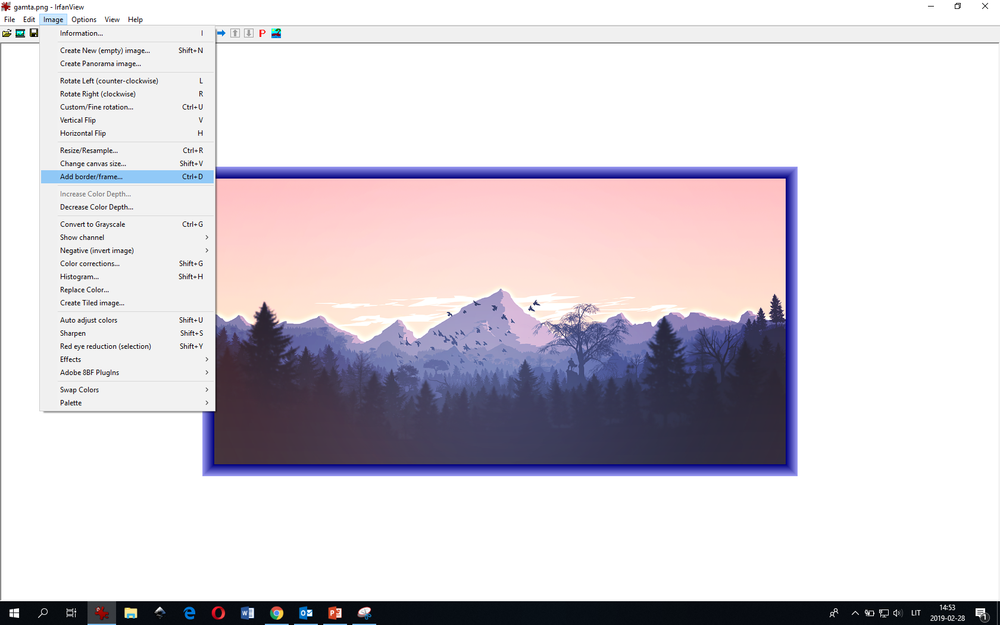 gamta.png - IrfanView
File Edit Image Options View Help
P
Information... I
Create New (empty) image... Shift+N
Create Panorama image...
Rotate Left (counter-clockwise) L
Rotate Right (clockwise) R
Custom/Fine rotation... Ctrl+U
Vertical Flip V
Horizontal Flip H
Resize/Resample... Ctrl+R
Change canvas size... Shift+V
Add border/frame... Ctrl+D
Increase Color Depth...
Decrease Color Depth...
Convert to Grayscale Ctrl+G
Show channel
Negative (invert image)
Color corrections... Shift+G
Histogram... Shift+H
Replace Color...
Create Tiled image...
Auto adjust colors Shift+U
Sharpen Shift+S
Red eye reduction (selection) Shift+Y
Effects
Adobe 8BF PlugIns
Swap Colors
Palette
LIT
14:53
2019-02-28
1